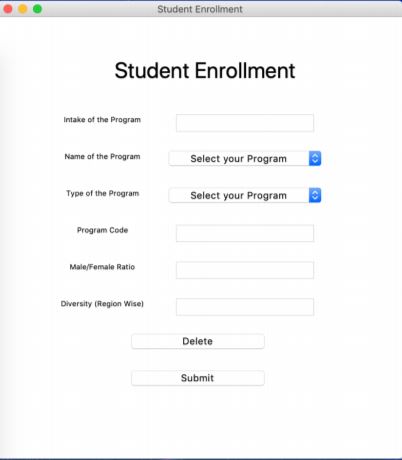 Student Enrollment
Student Enrollment
Intake of the Program
Name of the Program Select your Program
Type of the Program Select your Program
Program Code
Male/Female Ratio
Diversity (Region Wise)
Delete
Submit